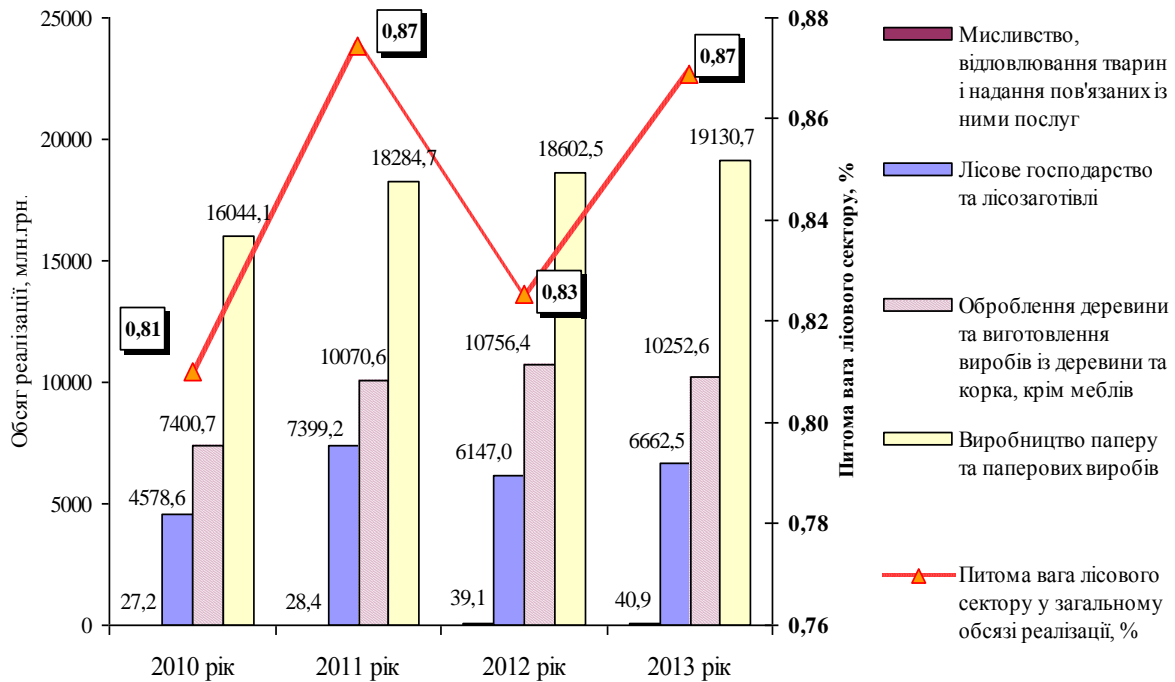 Обсяг реалізації, млн.грн.
25000
20000
15000
10000
5000
0
27,2
4578,6
7400,7
16044,1
28,4
7399,2
10070,6
18284,7
39,1
6147,0
10756,4
18602,5
40,9
6662,5
10252,6
19130,7
0,81
0,87
0,83
0,87
2010 рік
2011 рік
2012 рік
2013 рік
0,88
0,86
0,84
0,82
0,80
0,78
0,76
Питома вага лісового сектору, %
Мисливство,
відловлювання тварин
і надання пов'язаних із
ними послуг
Лісове господарство
та лісозаготівлі
Оброблення деревини
та виготовлення
виробів із деревини та
корка, крім меблів
Виробництво паперу
та паперових виробів
Питома вага лісового
сектору у загальному
обсязі реалізації, %